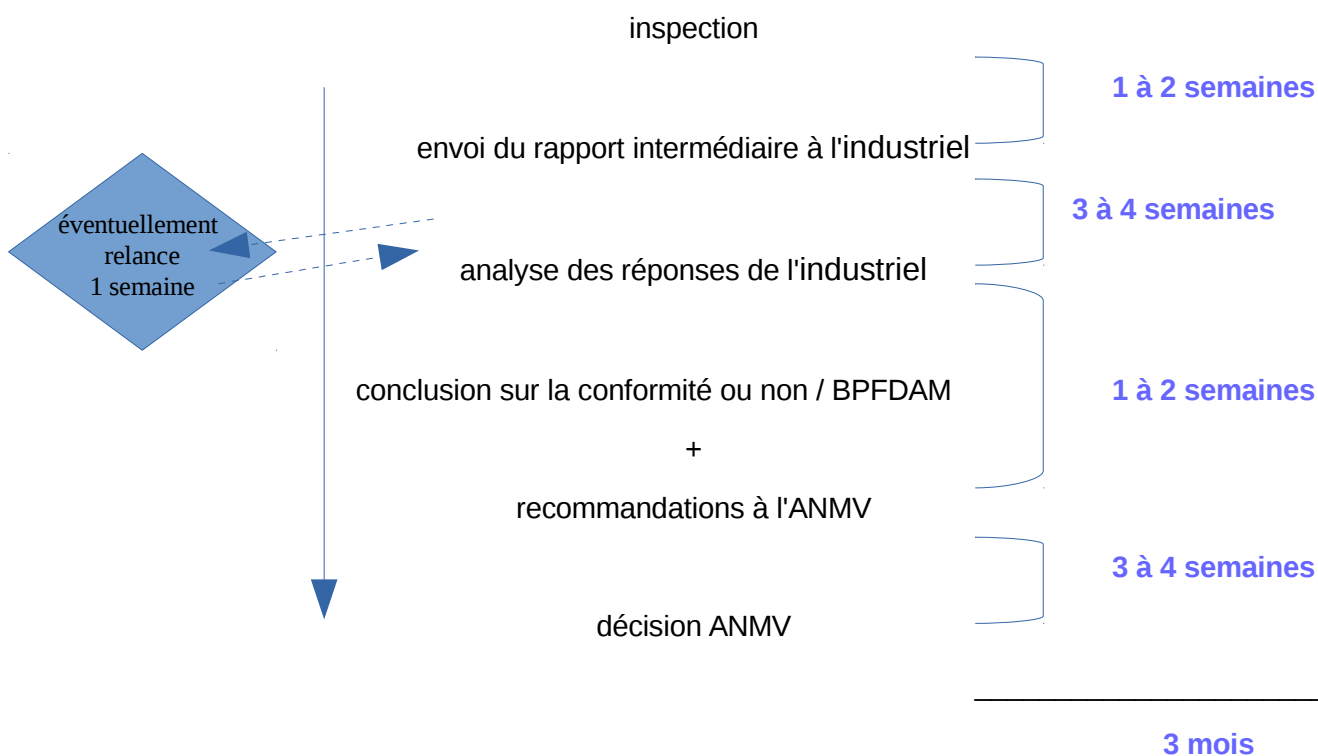 inspection
1 à 2 semaines
envoi du rapport intermédiaire à l'industriel
3 à 4 semaines
éventuellement
relance
1 semaine
analyse des réponses de l'industriel
conclusion sur la conformité ou non / BPFDAM
1 à 2 semaines
+
recommandations à l'ANMV
3 à 4 semaines
décision ANMV
3 mois